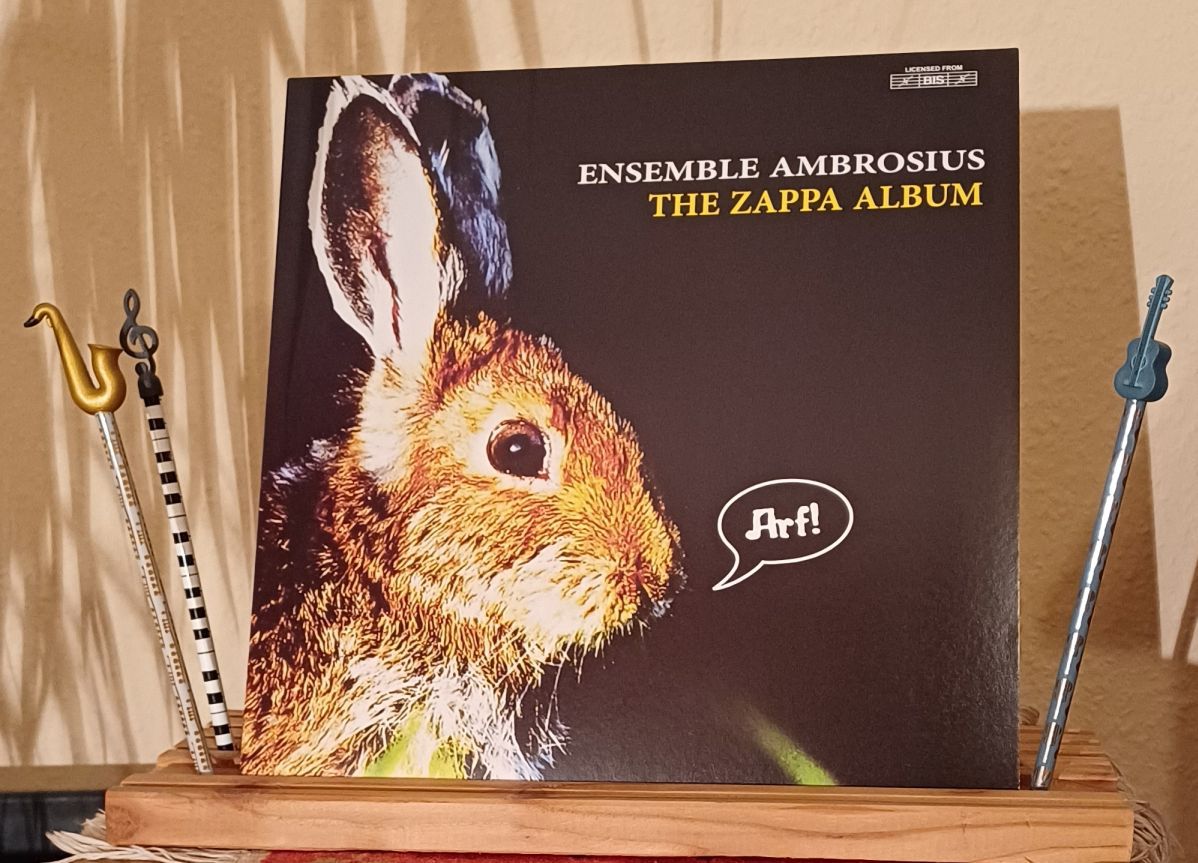 LICENSED FROM
BIS
ENSEMBLE AMBROSIUS
THE ZAPPA ALBUM
Arf!